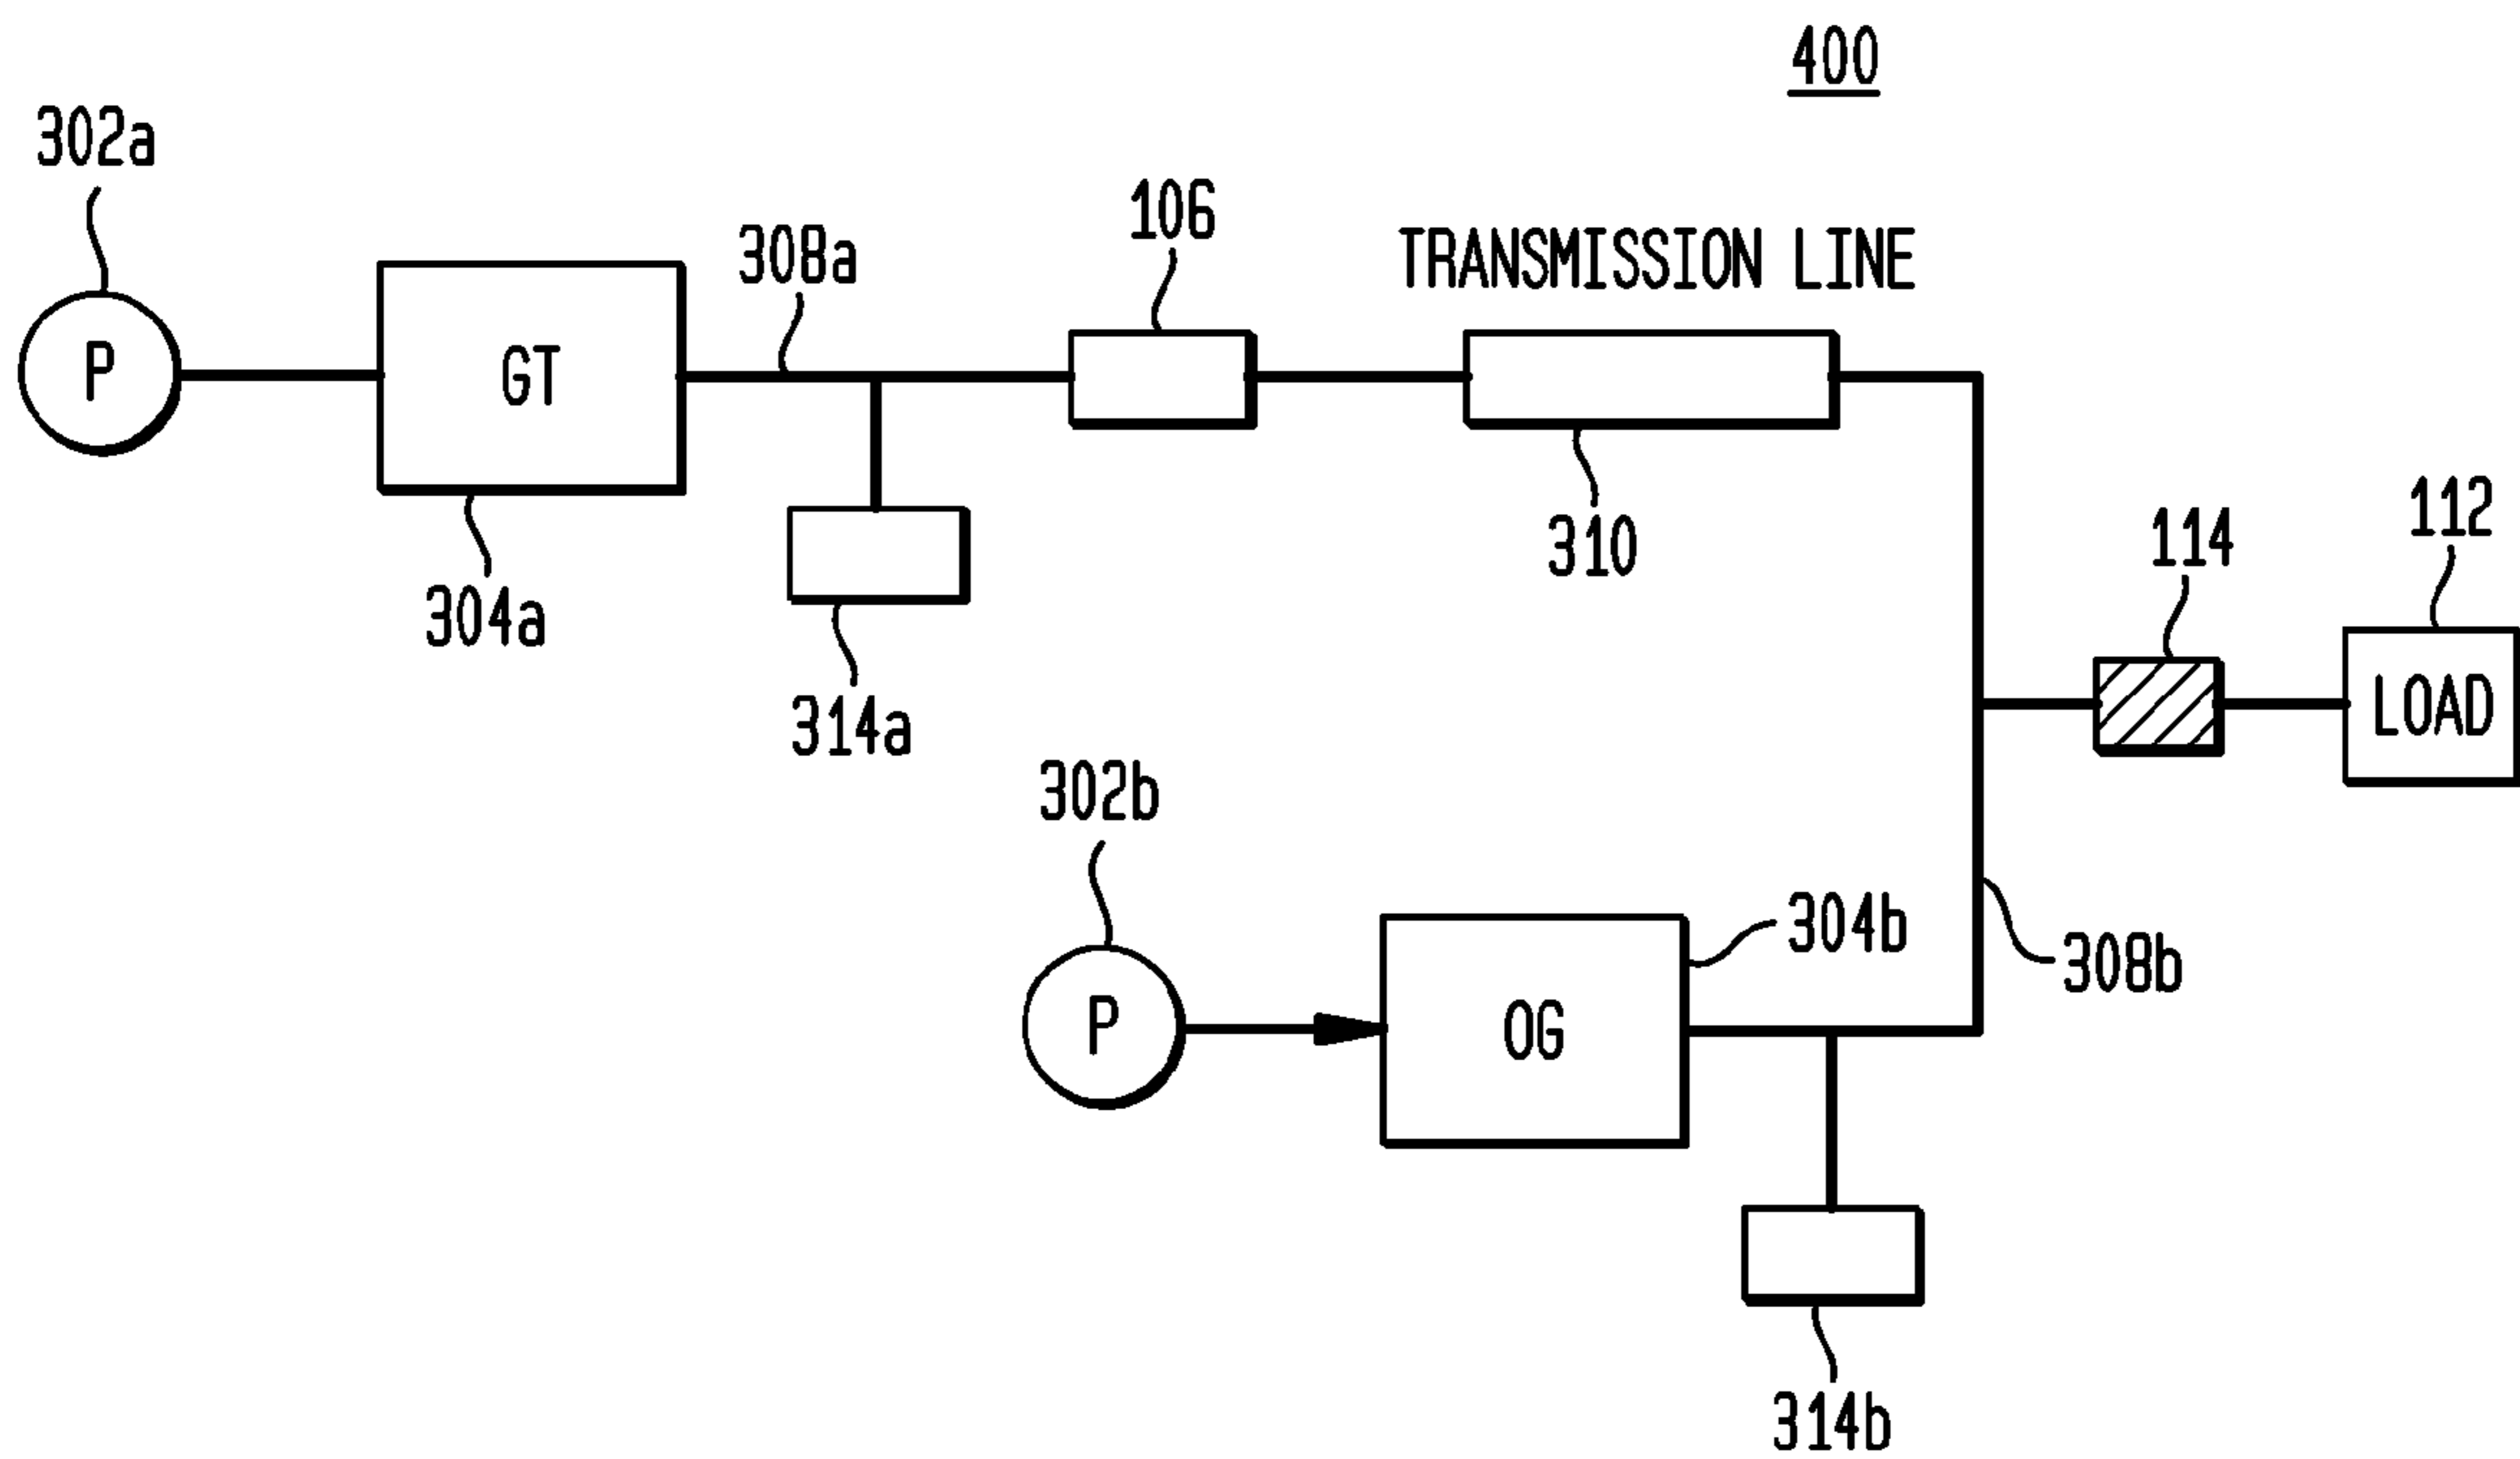 400
302a
106
308a
TRANSMISSION LINE
P
GT
112
114
310
304a
LOAD
314a
302b
304b
308b
P
OG
314b